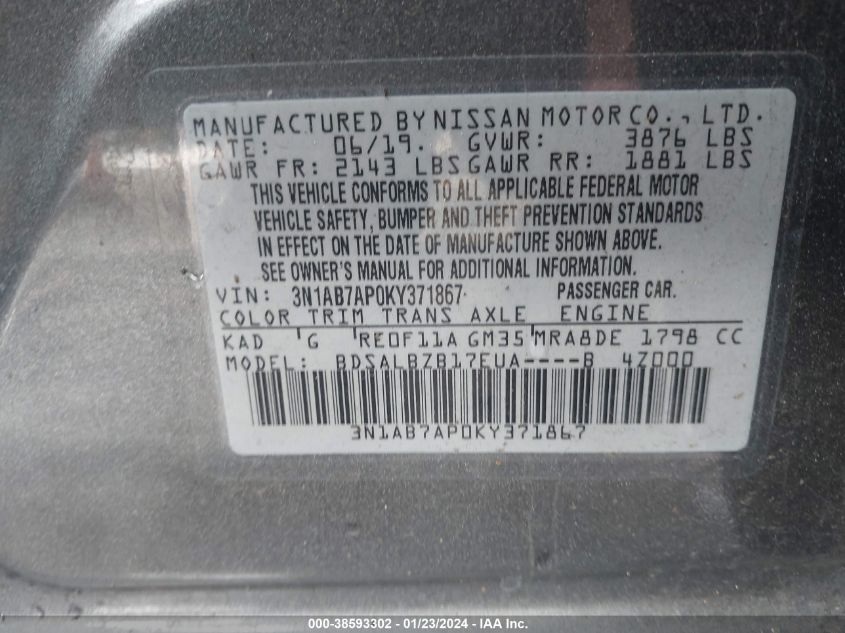 MANUFACTURED BY NISSAN MOTOR CO., LTD.
DATE: 06/19. GVWR: 3876 LBS
GAWR FR: 2143 LBS GAWR RR: 1881 LBS
THIS VEHICLE CONFORMS TO ALL APPLICABLE FEDERAL MOTOR
VEHICLE SAFETY, BUMPER AND THEFT PREVENTION STANDARDS
IN EFFECT ON THE DATE OF MANUFACTURE SHOWN ABOVE.
SEE OWNER'S MANUAL FOR ADDITIONAL INFORMATION.
VIN: 3N1AB7AP0KY371867 PASSENGER CAR.
COLOR TRIM TRANS AXLE ENGINE
KAD G RE0F11A GM35 MRA8DE 1798 CC
MODEL: BDSALBZB17EUA----B 4Z000
3N1AB7AP0KY371867
000-38593302 - 01/23/2024 - IAA Inc.